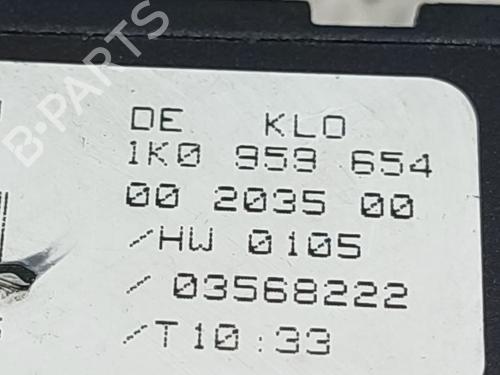 DE KLO
1K0 959 654
00 2035 00
/HW 0105
/ 03568222
/T10:33
B-PARTS